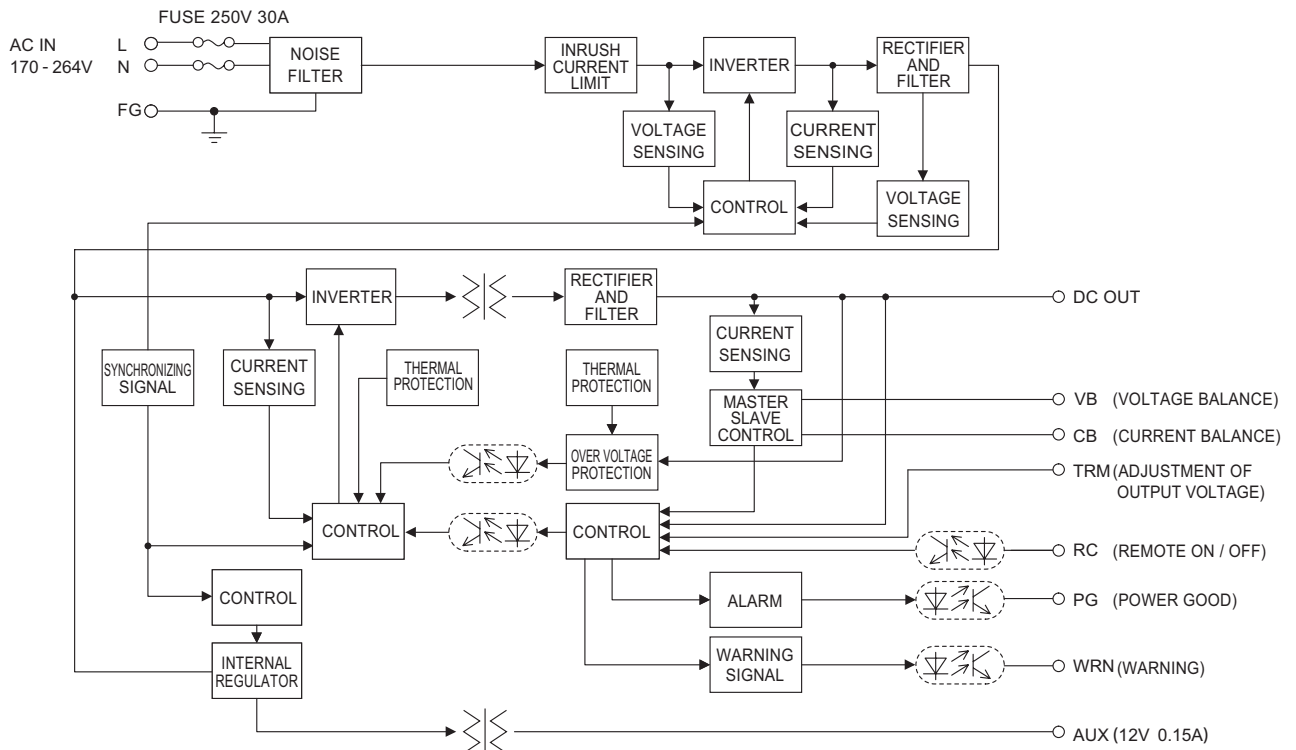 FUSE 250V 30A
AC IN
170 - 264V
L
N
FG
NOISE
FILTER
INRUSH
CURRENT
LIMIT
INVERTER
RECTIFIER
AND
FILTER
VOLTAGE
SENSING
CURRENT
SENSING
CONTROL
VOLTAGE
SENSING
INVERTER
RECTIFIER
AND
FILTER
DC OUT
SYNCHRONIZING
SIGNAL
CURRENT
SENSING
THERMAL
PROTECTION
THERMAL
PROTECTION
CURRENT
SENSING
MASTER
SLAVE
CONTROL
VB (VOLTAGE BALANCE)
CB (CURRENT BALANCE)
OVER VOLTAGE
PROTECTION
TRM (ADJUSTMENT OF
OUTPUT VOLTAGE)
CONTROL
CONTROL
RC (REMOTE ON / OFF)
CONTROL
ALARM
PG (POWER GOOD)
INTERNAL
REGULATOR
WARNING
SIGNAL
WRN (WARNING)
AUX (12V 0.15A)